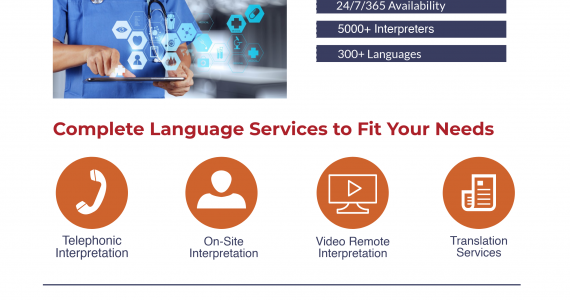 24/7/365 Availability
5000+ Interpreters
300+ Languages
Complete Language Services to Fit Your Needs
Telephonic
Interpretation
On-Site
Interpretation
Video Remote
Interpretation
Translation
Services